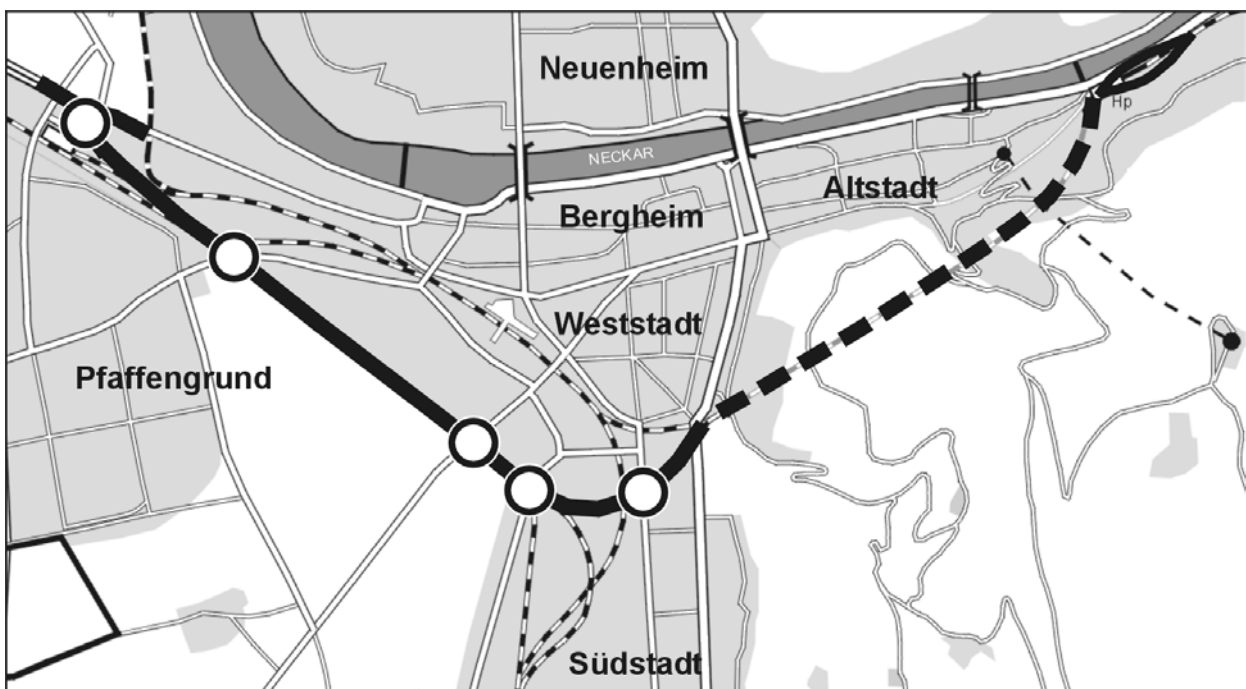 Neuenheim
Hp
NECKAR
Altstadt
Bergheim
Weststadt
Pfaffengrund
Südstadt